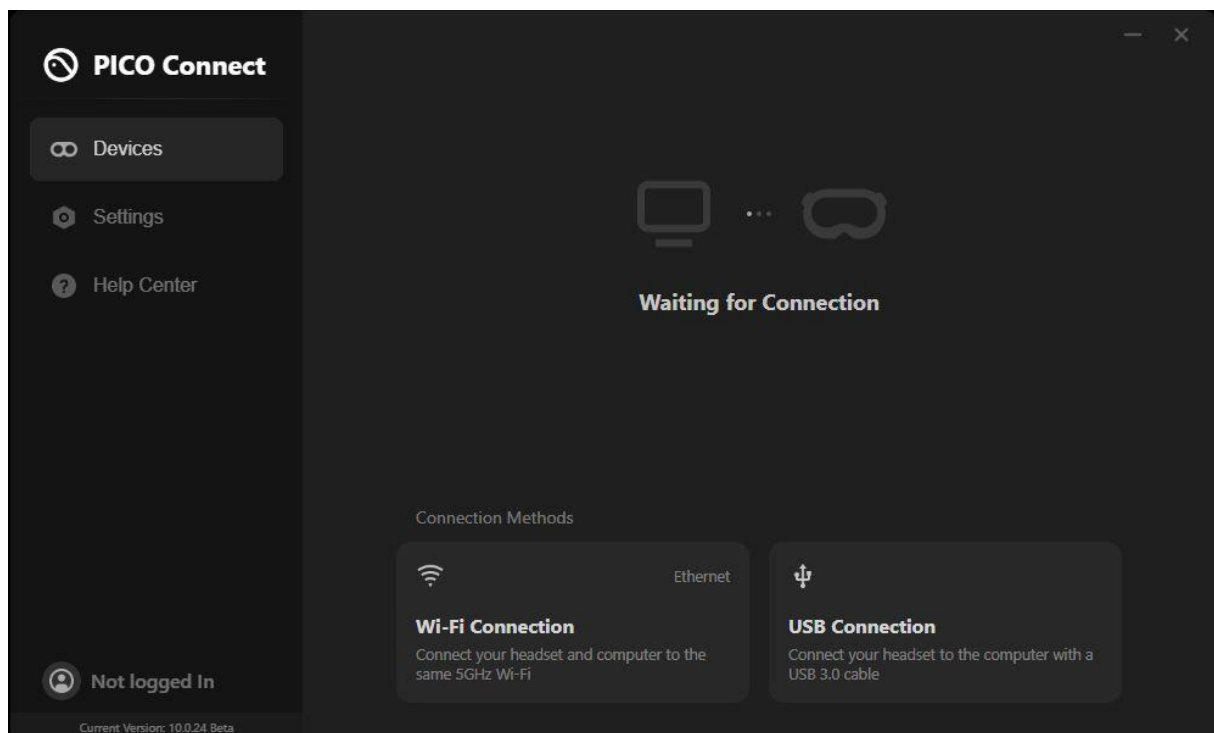 PICO Connect
Devices
Settings
Help Center
Waiting for Connection
Connection Methods
Ethernet
Wi-Fi Connection
Connect your headset and computer to the
same 5GHz Wi-Fi
USB Connection
Connect your headset to the computer with a
USB 3.0 cable
Not logged In
Current Version: 10.0.24 Beta